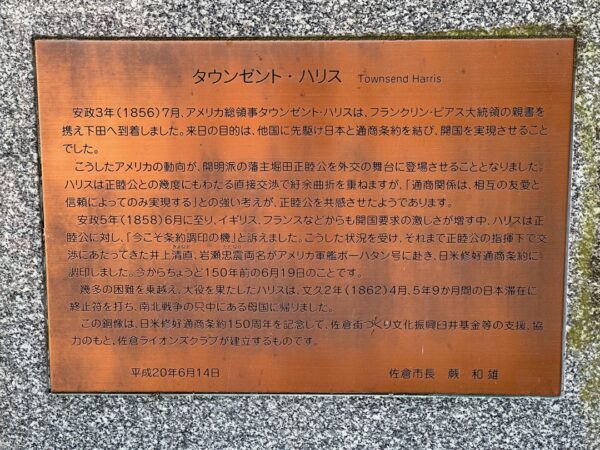 タウンゼント・ハリス Townsend Harris
安政3年(1856)7月、アメリカ総領事タウンゼント・ハリスは、フランクリン・ピアス大統領の親書を
携え下田へ到着しました。来日の目的は、他国に先駆け日本と通商条約を結び、開国を実現させること
でした。
こうしたアメリカの動向が、開明派の藩主堀田正睦公を外交の舞台に登場させることとなりました。
ハリスは正睦公との幾度にもわたる直接交渉で紆余曲折を重ねますが、「通商関係は、相互の友愛と
信頼によってのみ実現する」との強い考えが、正睦公を共感させたようであります。
安政5年(1858)6月に至り、イギリス、フランスなどからも開国要求の激しさが増す中、ハリスは正
睦公に対し、「今こそ条約調印の機」と訴えました。こうした状況を受け、それまで正睦公の指揮下で交
渉にあたってきた井上清直、岩瀬忠震両名がアメリカ軍艦ポーハタン号に赴き、日米修好通商条約に
調印しました。今からちょうど150年前の6月19日のことです。
幾多の困難を乗越え、大役を果たしたハリスは、文久2年(1862)4月、5年9か月間の日本滞在に
終止符を打ち、南北戦争の只中にある母国に帰りました。
この銅像は、日米修好通商条約150周年を記念して、佐倉街づくり文化振興臼井基金等の支援、協
力のもと、佐倉ライオンズクラブが建立するものです。
平成20年6月14日 佐倉市長 蕨 和雄